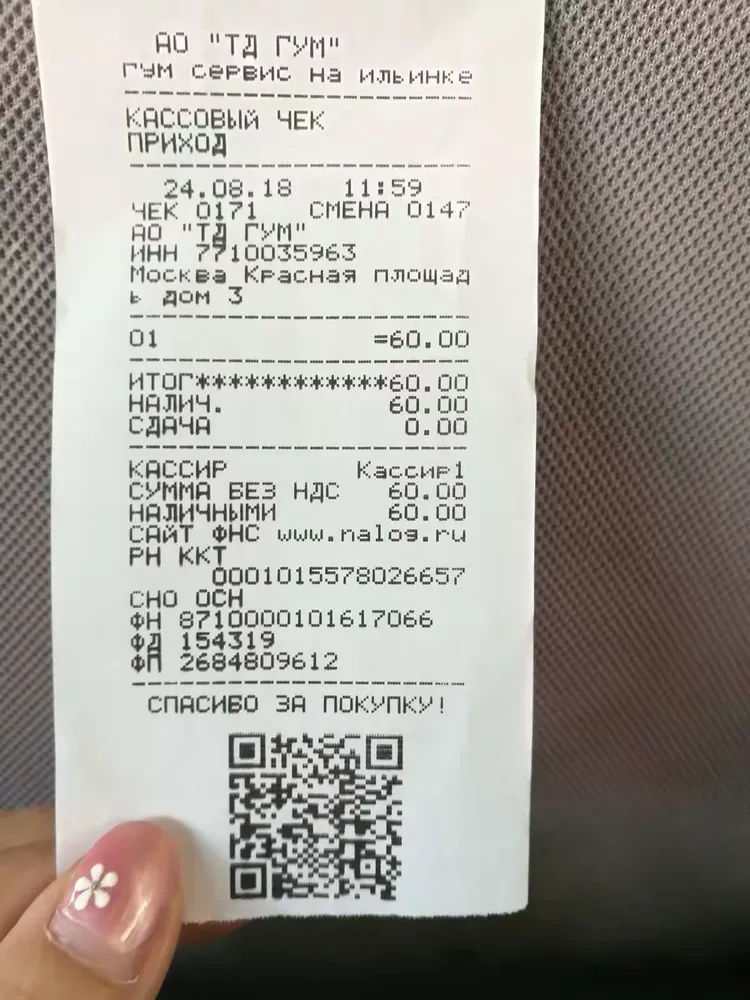 АО "ТД ГУМ"
гум сервис на ильинке
КАССОВЫЙ ЧЕК
ПРИХОД
24.08.18 11:59
ЧЕК 0171 СМЕНА 0147
АО "ТД ГУМ"
ИНН 7710035963
Москва Красная площад
ь дом 3
01 =60.00
ИТОГ************60.00
НАЛИЧ. 60.00
СДАЧА 0.00
КАССИР Кассир1
СУММА БЕЗ НДС 60.00
НАЛИЧНЫМИ 60.00
САЙТ ФНС www.nalog.ru
РН ККТ
0001015578026657
СНО ОСН
ФН 8710000101617066
ФД 154319
ФП 2684809612
СПАСИБО ЗА ПОКУПКУ!